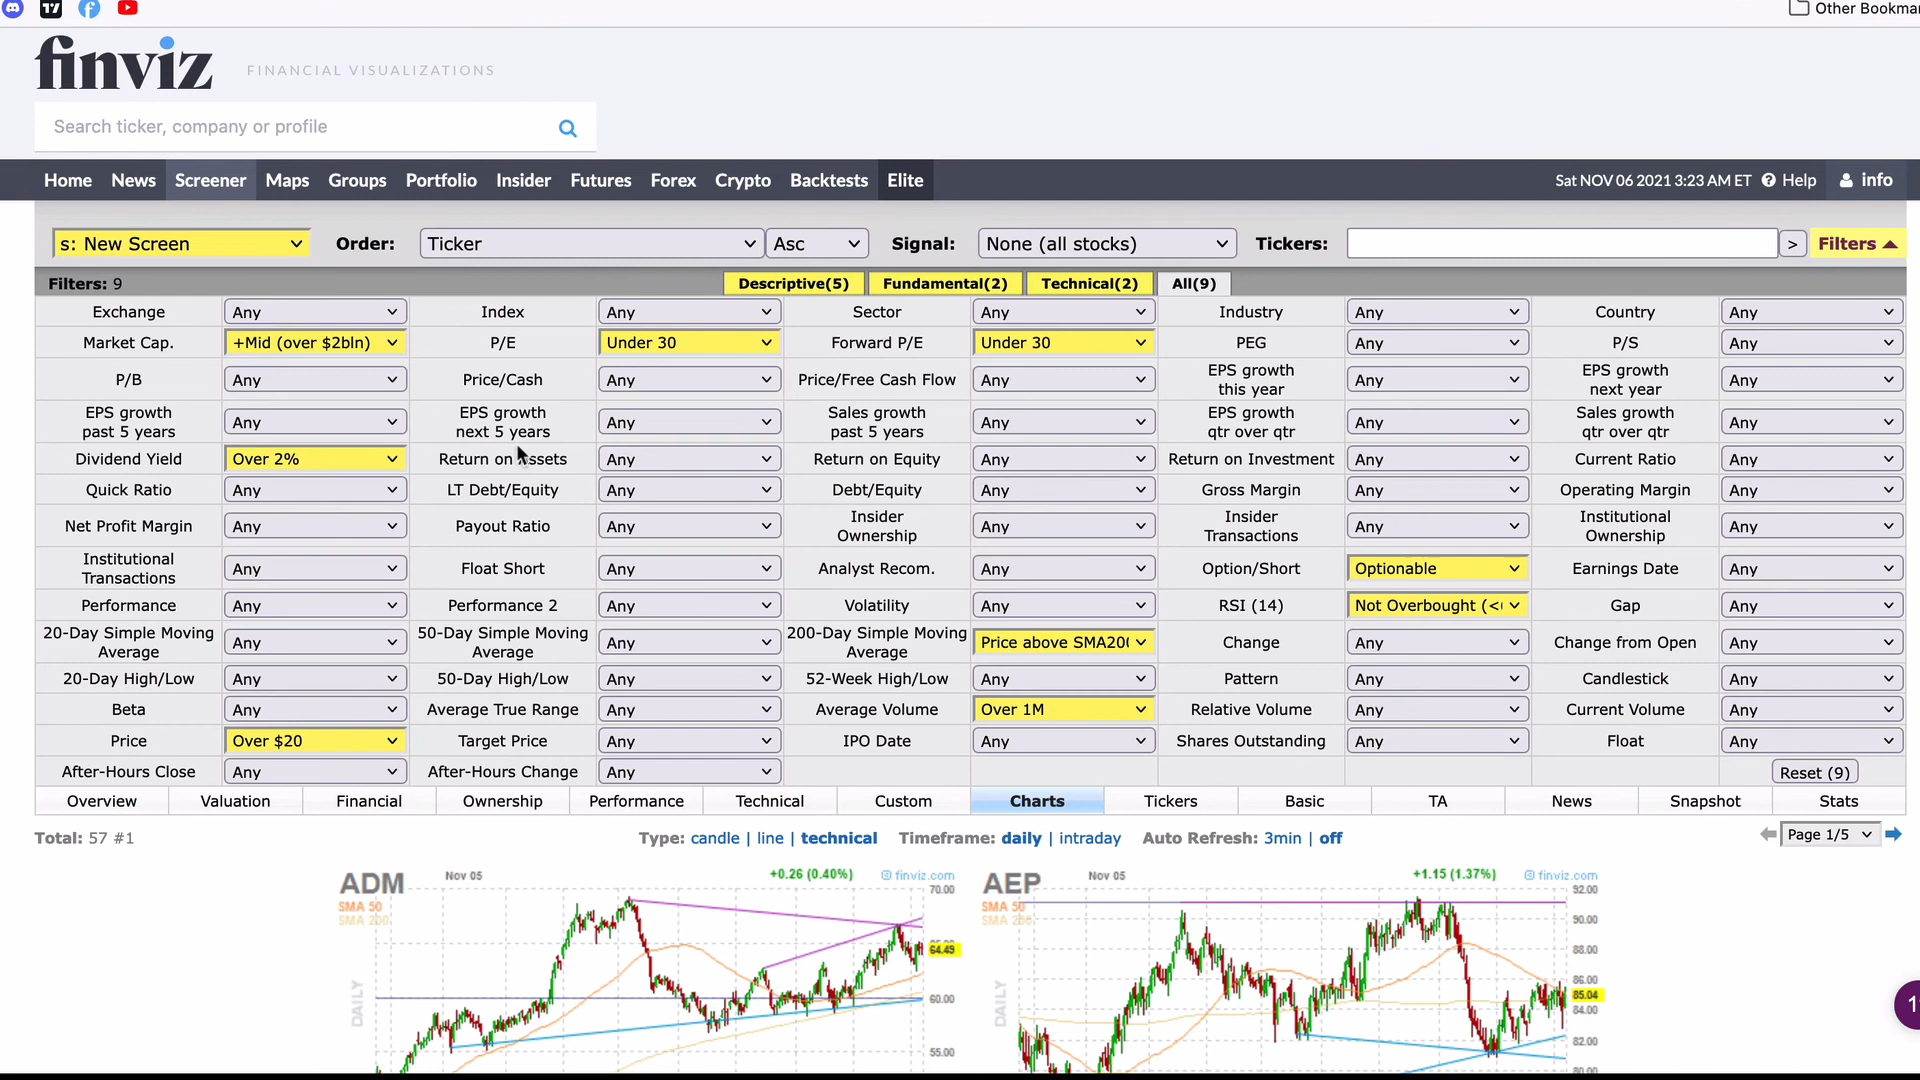 Other Bookmar
finviz FINANCIAL VISUALIZATIONS
Search ticker, company or profile
Home News Screener Maps Groups Portfolio Insider Futures Forex Crypto Backtests Elite Sat NOV 06 2021 3:23 AM ET Help info
s: New Screen Order: Ticker Asc Signal: None (all stocks) Tickers: > Filters
Filters: 9 Descriptive(5) Fundamental(2) Technical(2) All(9)
Exchange Any Index Any Sector Any Industry Any Country Any
Market Cap. +Mid (over $2bln) P/E Under 30 Forward P/E Under 30 PEG Any P/S Any
P/B Any Price/Cash Any Price/Free Cash Flow Any EPS growth this year Any EPS growth next year Any
EPS growth past 5 years Any EPS growth next 5 years Any Sales growth past 5 years Any EPS growth qtr over qtr Any Sales growth qtr over qtr Any
Dividend Yield Over 2% Return on Assets Any Return on Equity Any Return on Investment Any Current Ratio Any
Quick Ratio Any LT Debt/Equity Any Debt/Equity Any Gross Margin Any Operating Margin Any
Net Profit Margin Any Payout Ratio Any Insider Ownership Any Insider Transactions Any Institutional Ownership Any
Institutional Transactions Any Float Short Any Analyst Recom. Any Option/Short Optionable Earnings Date Any
Performance Any Performance 2 Any Volatility Any RSI (14) Not Overbought (< Gap Any
20-Day Simple Moving Average Any 50-Day Simple Moving Average Any 200-Day Simple Moving Average Price above SMA20 Change Any Change from Open Any
20-Day High/Low Any 50-Day High/Low Any 52-Week High/Low Any Pattern Any Candlestick Any
Beta Any Average True Range Any Average Volume Over 1M Relative Volume Any Current Volume Any
Price Over $20 Target Price Any IPO Date Any Shares Outstanding Any Float Any
After-Hours Close Any After-Hours Change Any Reset (9)
Overview Valuation Financial Ownership Performance Technical Custom Charts Tickers Basic TA News Snapshot Stats
Total: 57 #1 Type: candle | line | technical Timeframe: daily | intraday Auto Refresh: 3min | off Page 1/5
ADM Nov 05 +0.26 (0.40%) © finviz.com
SMA 50
SMA 200
DAILY
70.00
64.49
60.00
55.00
AEP Nov 05 +1.15 (1.37%) © finviz.com
SMA 50
SMA 200
DAILY
92.00
90.00
88.00
86.00
85.04
84.00
82.00
80.00